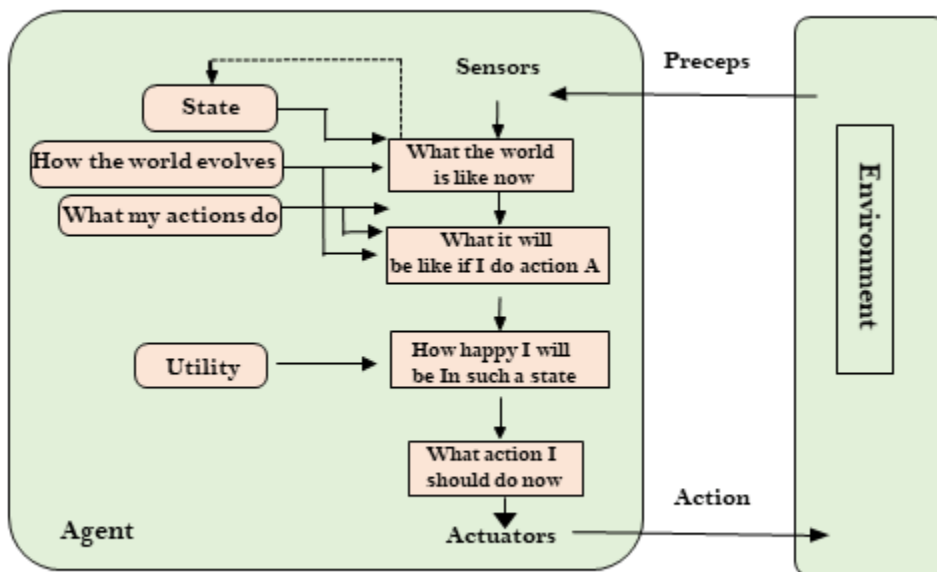 Sensors
Preceps
State
How the world evolves
What the world
is like now
What my actions do
What it will
be like if I do action A
Environment
Utility
How happy I will
be In such a state
What action I
should do now
Action
Agent
Actuators